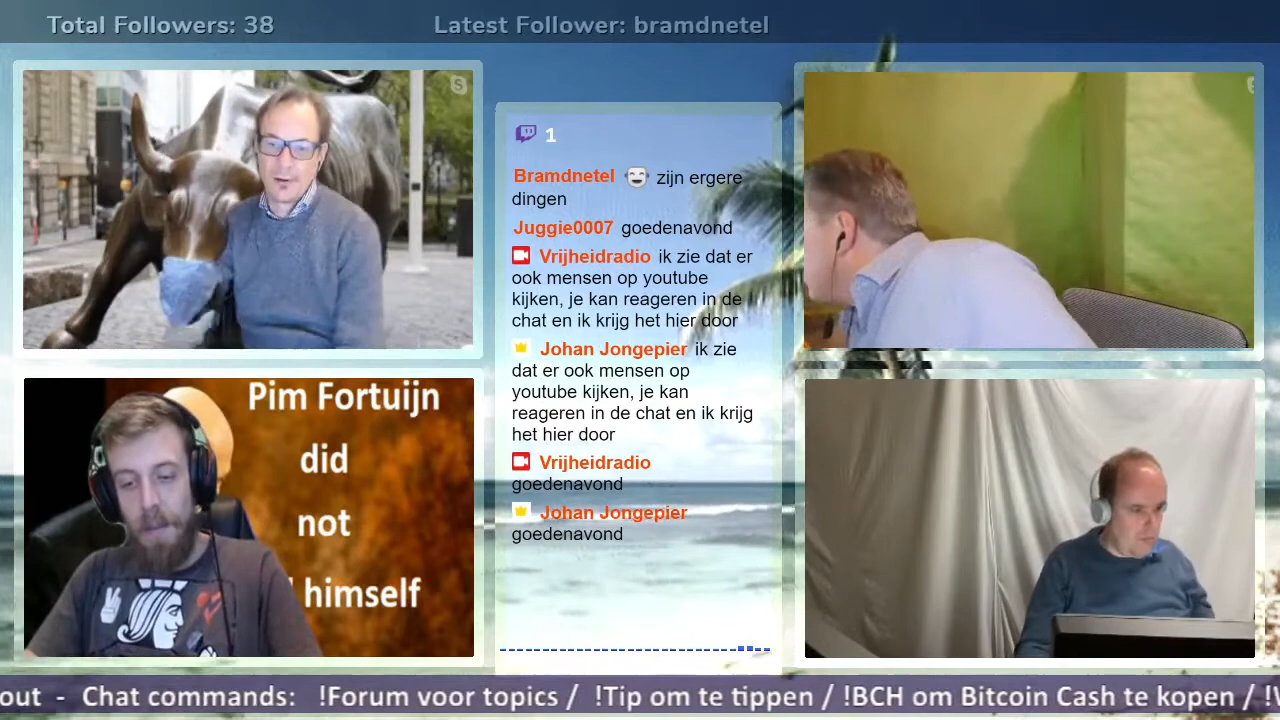 Total Followers: 38
Latest Follower: bramdnetel
1
Bramdnetel zijn ergere
dingen
Juggie0007 goedenavond
Vrijheidradio ik zie dat er
ook mensen op youtube
kijken, je kan reageren in de
chat en ik krijg het hier door
Johan Jongepier ik zie
dat er ook mensen op
youtube kijken, je kan
reageren in de chat en ik krijg
het hier door
Vrijheidradio
goedenavond
Johan Jongepier
goedenavond
Pim Fortuijn
did
not
himself
out - Chat commands: !Forum voor topics / !Tip om te tippen / !BCH om Bitcoin Cash te kopen /